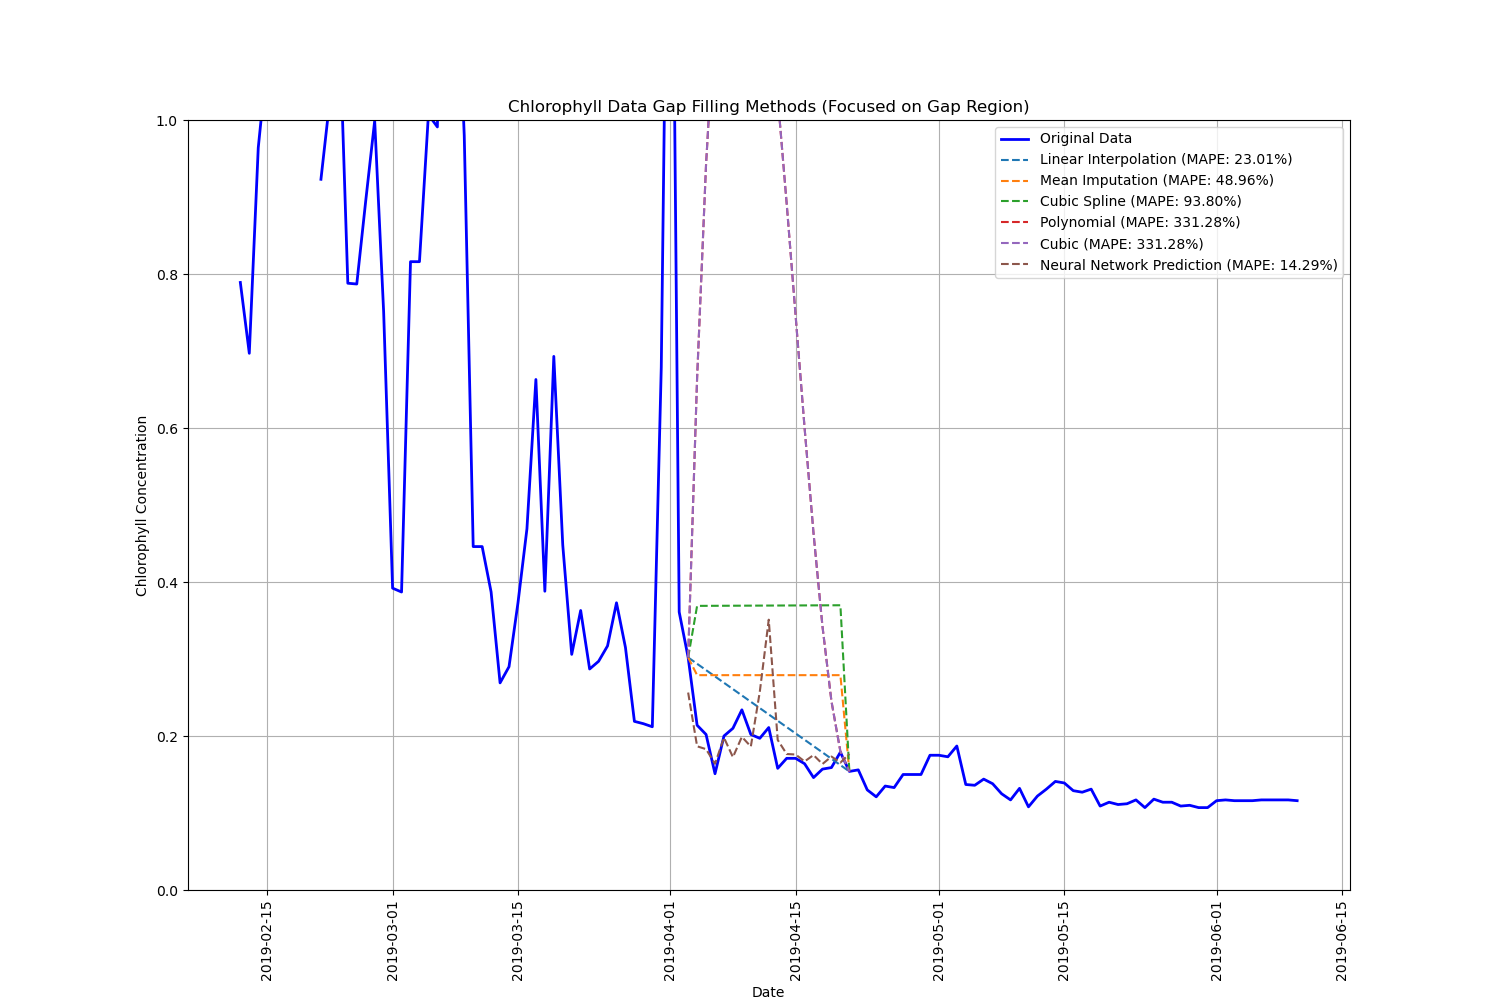 Chlorophyll Data Gap Filling Methods (Focused on Gap Region)
1.0
0.8
0.6
0.4
0.2
0.0
Chlorophyll Concentration
Original Data
Linear Interpolation (MAPE: 23.01%)
Mean Imputation (MAPE: 48.96%)
Cubic Spline (MAPE: 93.80%)
Polynomial (MAPE: 331.28%)
Cubic (MAPE: 331.28%)
Neural Network Prediction (MAPE: 14.29%)
2019-02-15
2019-03-01
2019-03-15
2019-04-01
2019-04-15
2019-05-01
2019-05-15
2019-06-01
2019-06-15
Date